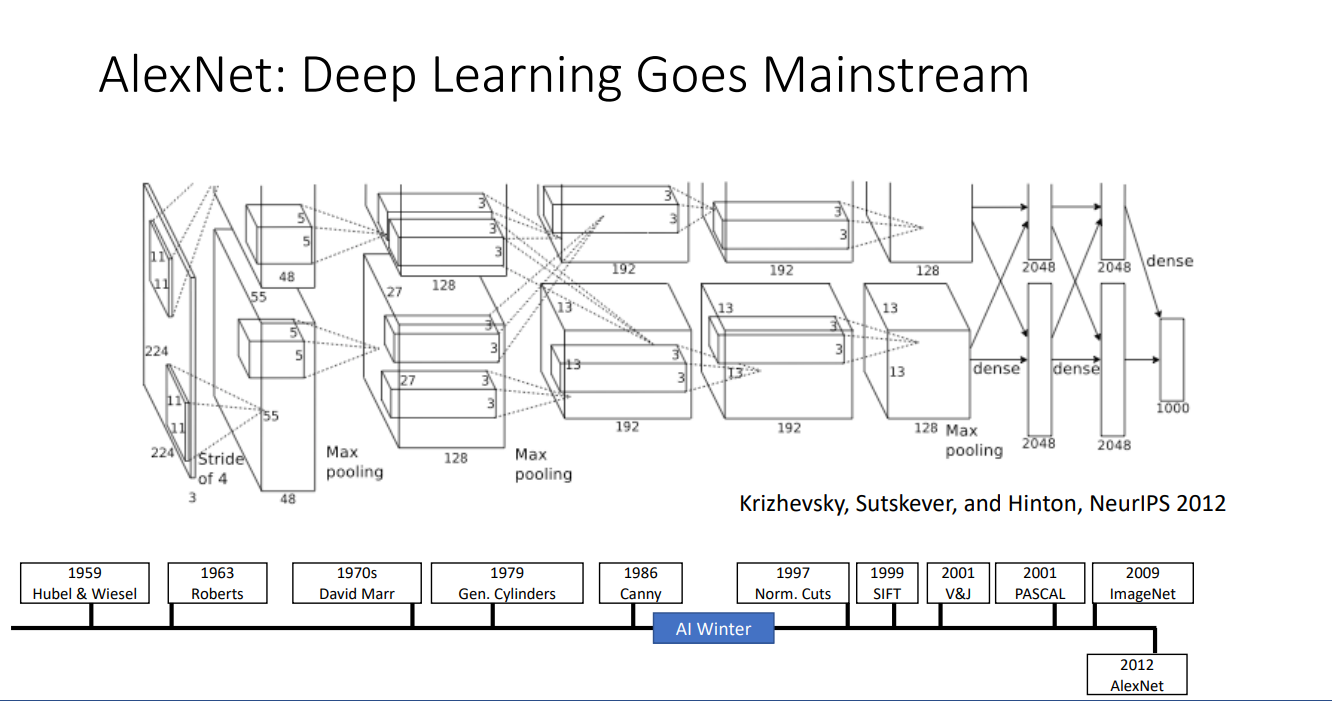 AlexNet: Deep Learning Goes Mainstream
11
11
224
11
11
224
3
Stride
of 4
5
5
48
55
5
5
55
48
Max
pooling
3
3
3
128
27
3
3
27
3
3
128
Max
pooling
3
3
192
13
13
3
3
192
3
3
192
13
3
3
13
192
128
13
13
128
Max
pooling
2048
2048
dense
dense
dense
2048
2048
1000
Krizhevsky, Sutskever, and Hinton, NeurIPS 2012
1959
Hubel & Wiesel
1963
Roberts
1970s
David Marr
1979
Gen. Cylinders
1986
Canny
AI Winter
1997
Norm. Cuts
1999
SIFT
2001
V&J
2001
PASCAL
2009
ImageNet
2012
AlexNet